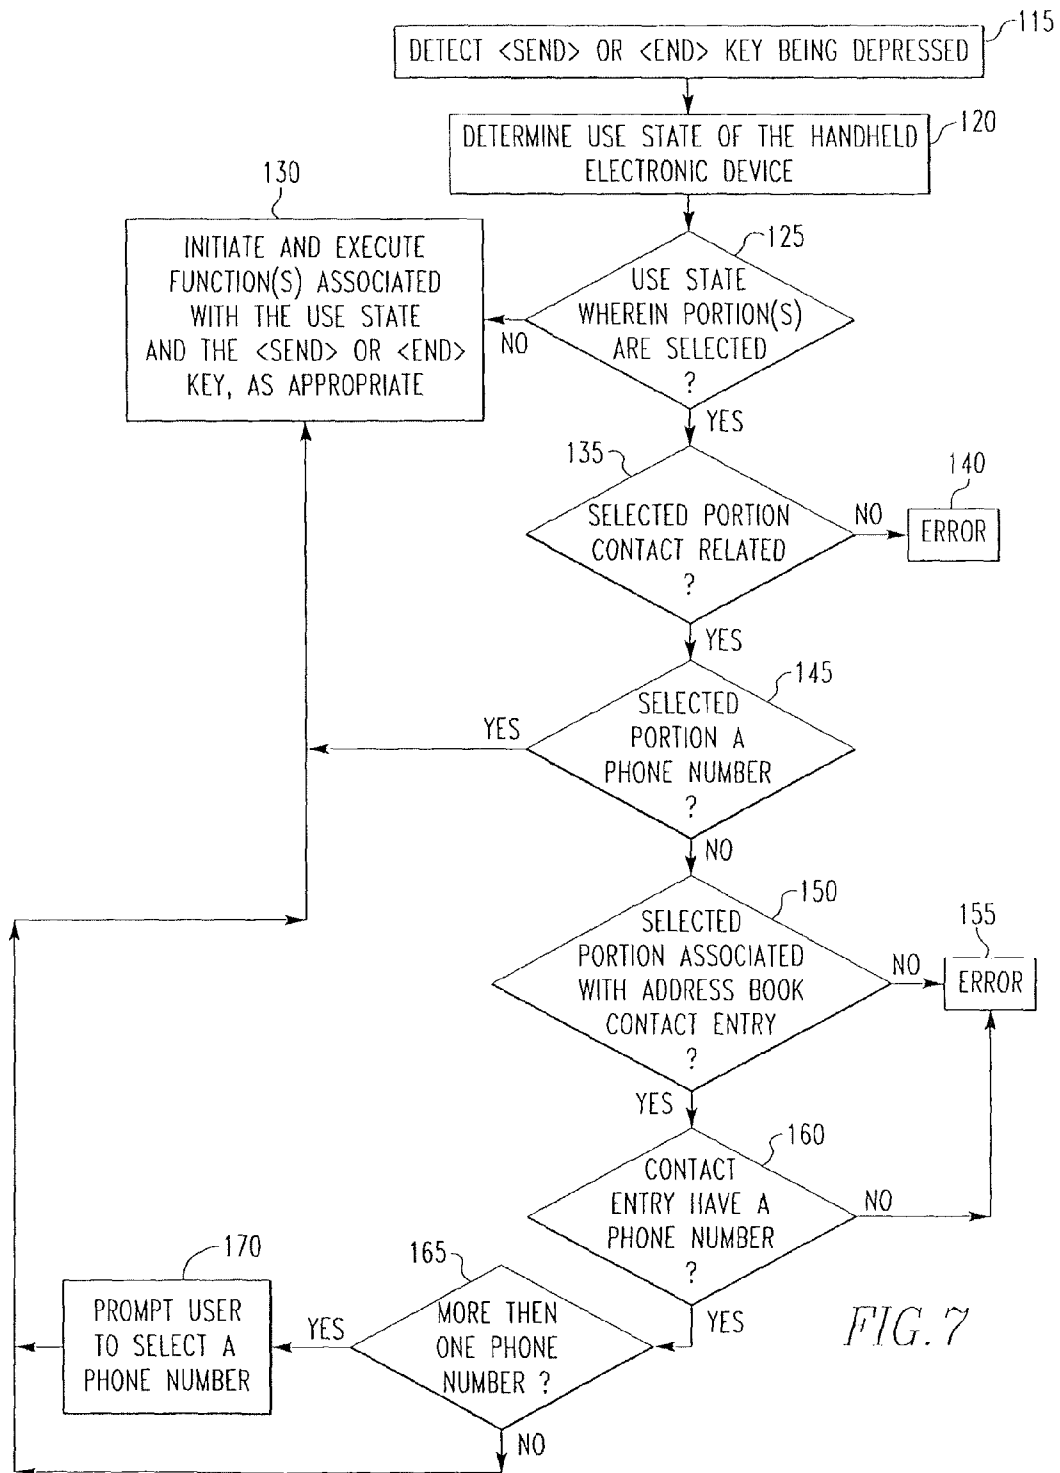 115
DETECT <SEND> OR <END> KEY BEING DEPRESSED
120
DETERMINE USE STATE OF THE HANDHELD
ELECTRONIC DEVICE
130
INITIATE AND EXECUTE
FUNCTION(S) ASSOCIATED
WITH THE USE STATE
AND THE <SEND> OR <END>
KEY, AS APPROPRIATE
125
USE STATE
WHEREIN PORTION(S)
ARE SELECTED
?
NO
YES
135
SELECTED PORTION
CONTACT RELATED
?
NO
140
ERROR
YES
145
SELECTED
PORTION A
PHONE NUMBER
?
YES
NO
150
SELECTED
PORTION ASSOCIATED
WITH ADDRESS BOOK
CONTACT ENTRY
?
NO
155
ERROR
YES
160
CONTACT
ENTRY HAVE A
PHONE NUMBER
?
NO
YES
165
MORE THEN
ONE PHONE
NUMBER ?
YES
NO
170
PROMPT USER
TO SELECT A
PHONE NUMBER
FIG. 7